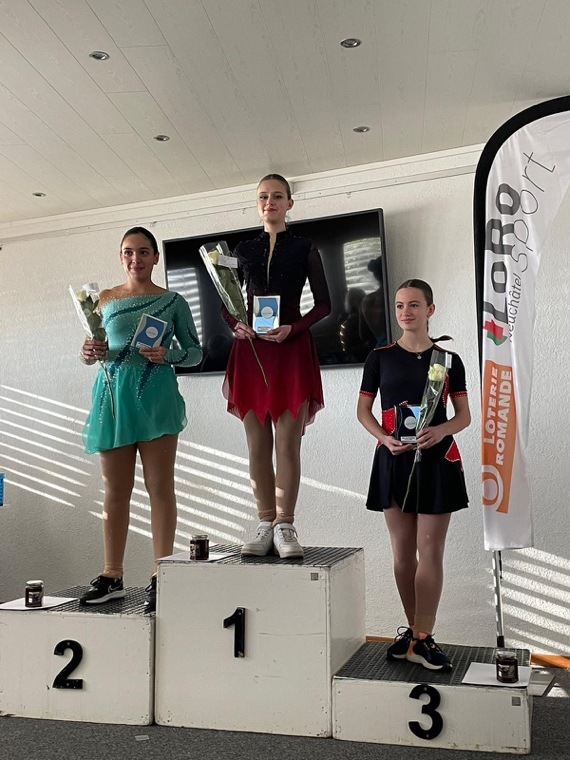 LoRo
sport
Neuchâtel
LOTERIE
ROMANDE
2
1
3